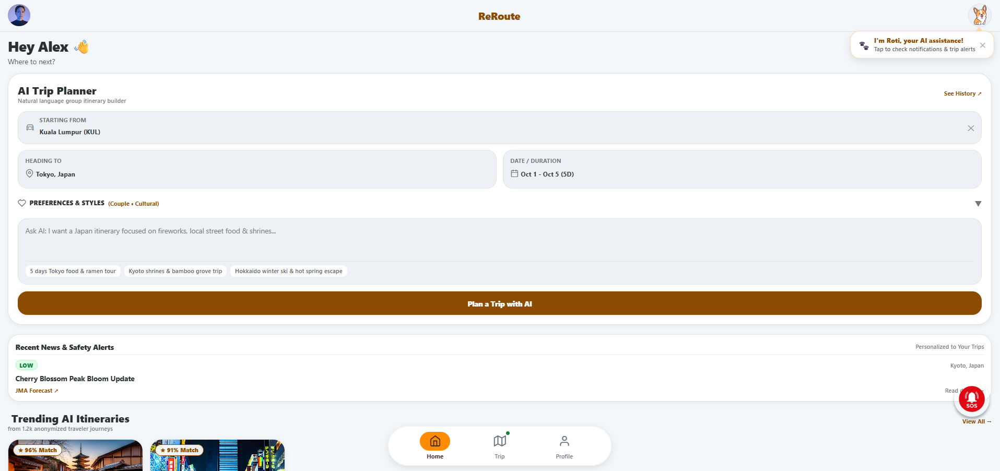 ReRoute
Hey Alex 👋
Where to next?
I'm Roti, your AI assistance!
Tap to check notifications & trip alerts
AI Trip Planner
Natural language group itinerary builder
See History ↗
STARTING FROM
Kuala Lumpur (KUL)
HEADING TO
Tokyo, Japan
DATE / DURATION
Oct 1 - Oct 5 (5D)
PREFERENCES & STYLES (Couple • Cultural)
Ask AI: I want a Japan itinerary focused on fireworks, local street food & shrines...
5 days Tokyo food & ramen tour
Kyoto shrines & bamboo grove trip
Hokkaido winter ski & hot spring escape
Plan a Trip with AI
Recent News & Safety Alerts
Personalized to Your Trips
LOW
Kyoto, Japan
Cherry Blossom Peak Bloom Update
JMA Forecast ↗
Read
SOS
Trending AI Itineraries
from 1.2k anonymized traveler journeys
View All →
★ 96% Match
★ 91% Match
Home
Trip
Profile